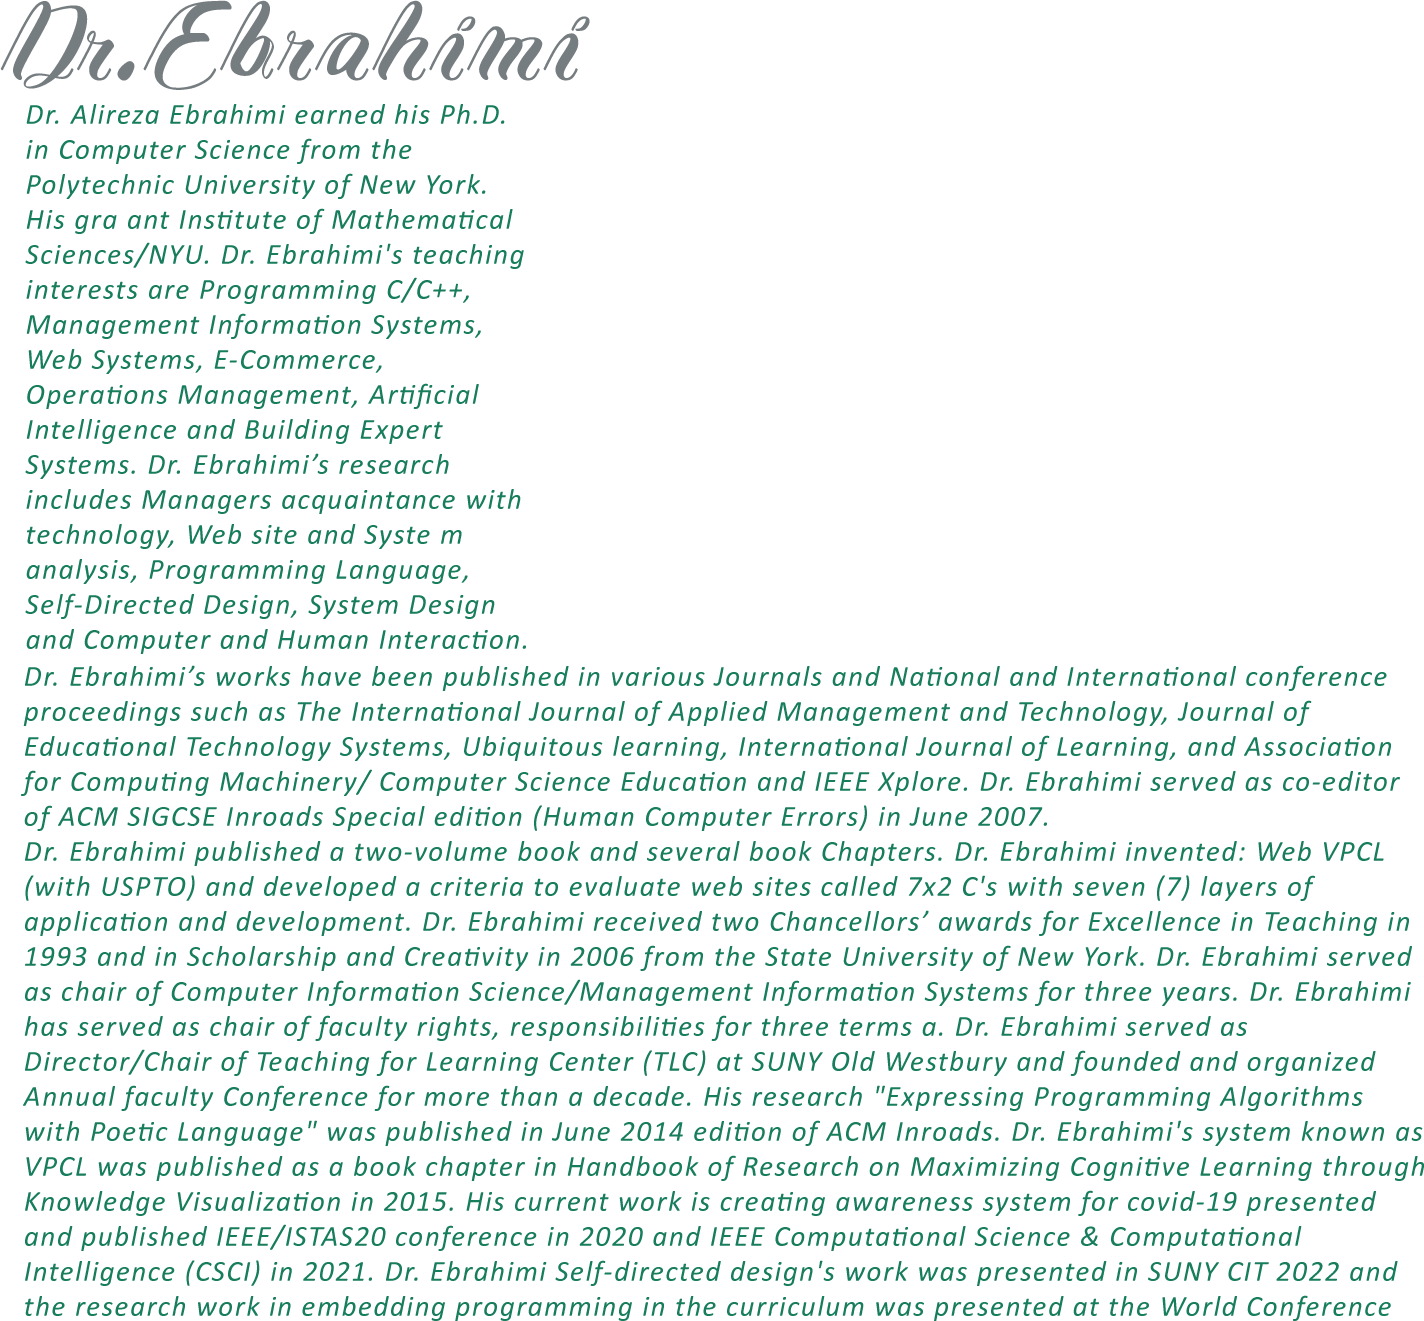 Dr. Ebrahimi
Dr. Alireza Ebrahimi earned his Ph.D.
in Computer Science from the
Polytechnic University of New York.
His gra ant Institute of Mathematical
Sciences/NYU. Dr. Ebrahimi's teaching
interests are Programming C/C++,
Management Information Systems,
Web Systems, E-Commerce,
Operations Management, Artificial
Intelligence and Building Expert
Systems. Dr. Ebrahimi’s research
includes Managers acquaintance with
technology, Web site and Syste m
analysis, Programming Language,
Self-Directed Design, System Design
and Computer and Human Interaction.
Dr. Ebrahimi’s works have been published in various Journals and National and International conference
proceedings such as The International Journal of Applied Management and Technology, Journal of
Educational Technology Systems, Ubiquitous learning, International Journal of Learning, and Association
for Computing Machinery/ Computer Science Education and IEEE Xplore. Dr. Ebrahimi served as co-editor
of ACM SIGCSE Inroads Special edition (Human Computer Errors) in June 2007.
Dr. Ebrahimi published a two-volume book and several book Chapters. Dr. Ebrahimi invented: Web VPCL
(with USPTO) and developed a criteria to evaluate web sites called 7x2 C's with seven (7) layers of
application and development. Dr. Ebrahimi received two Chancellors’ awards for Excellence in Teaching in
1993 and in Scholarship and Creativity in 2006 from the State University of New York. Dr. Ebrahimi served
as chair of Computer Information Science/Management Information Systems for three years. Dr. Ebrahimi
has served as chair of faculty rights, responsibilities for three terms a. Dr. Ebrahimi served as
Director/Chair of Teaching for Learning Center (TLC) at SUNY Old Westbury and founded and organized
Annual faculty Conference for more than a decade. His research "Expressing Programming Algorithms
with Poetic Language" was published in June 2014 edition of ACM Inroads. Dr. Ebrahimi's system known as
VPCL was published as a book chapter in Handbook of Research on Maximizing Cognitive Learning through
Knowledge Visualization in 2015. His current work is creating awareness system for covid-19 presented
and published IEEE/ISTAS20 conference in 2020 and IEEE Computational Science & Computational
Intelligence (CSCI) in 2021. Dr. Ebrahimi Self-directed design's work was presented in SUNY CIT 2022 and
the research work in embedding programming in the curriculum was presented at the World Conference